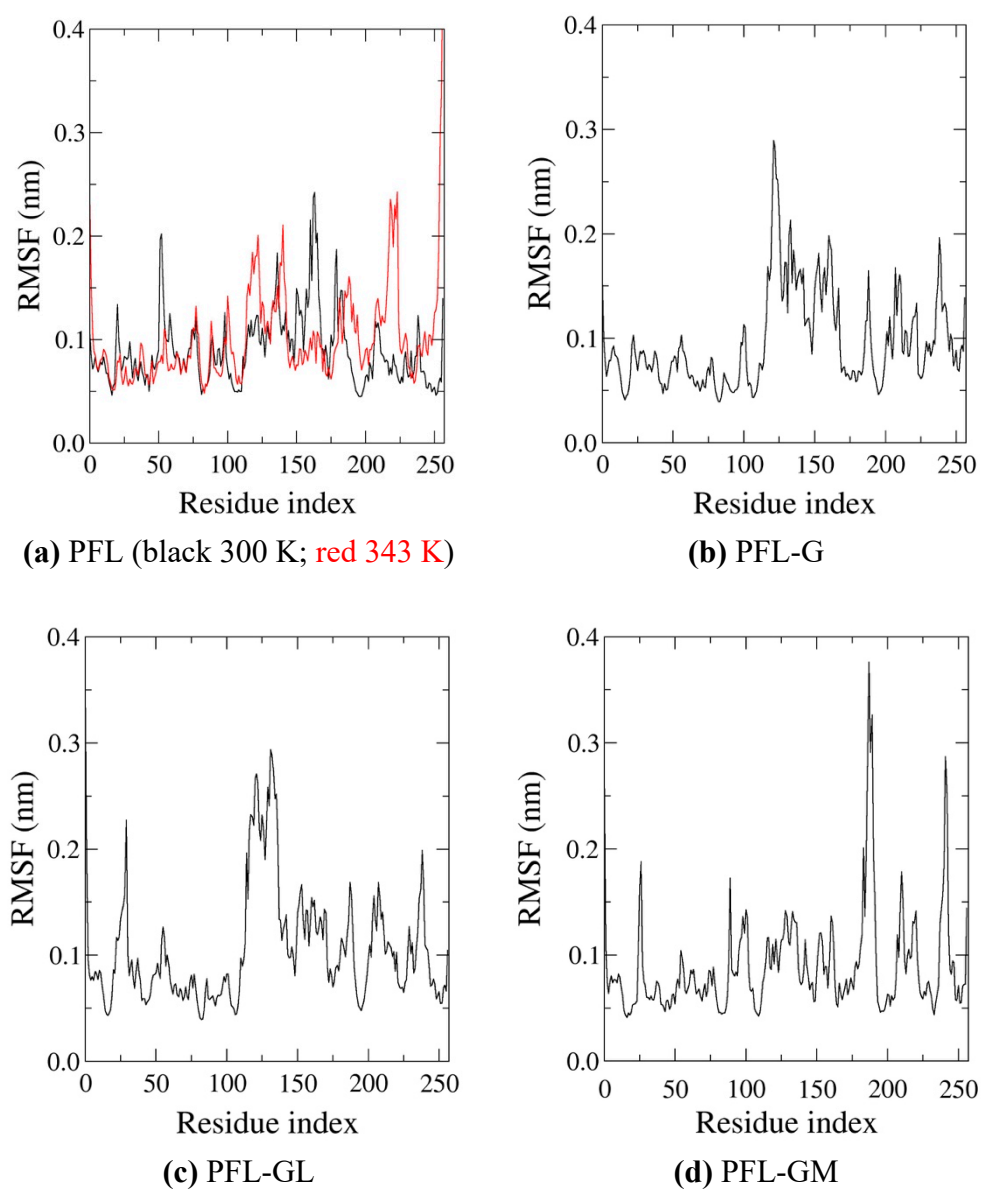 0.4
0.3
0.2
0.1
0.0
RMSF (nm)
0 50 100 150 200 250
Residue index
(a) PFL (black 300 K; red 343 K)
0.4
0.3
0.2
0.1
0.0
RMSF (nm)
0 50 100 150 200 250
Residue index
(b) PFL-G
0.4
0.3
0.2
0.1
0.0
RMSF (nm)
0 50 100 150 200 250
Residue index
(c) PFL-GL
0.4
0.3
0.2
0.1
0.0
RMSF (nm)
0 50 100 150 200 250
Residue index
(d) PFL-GM